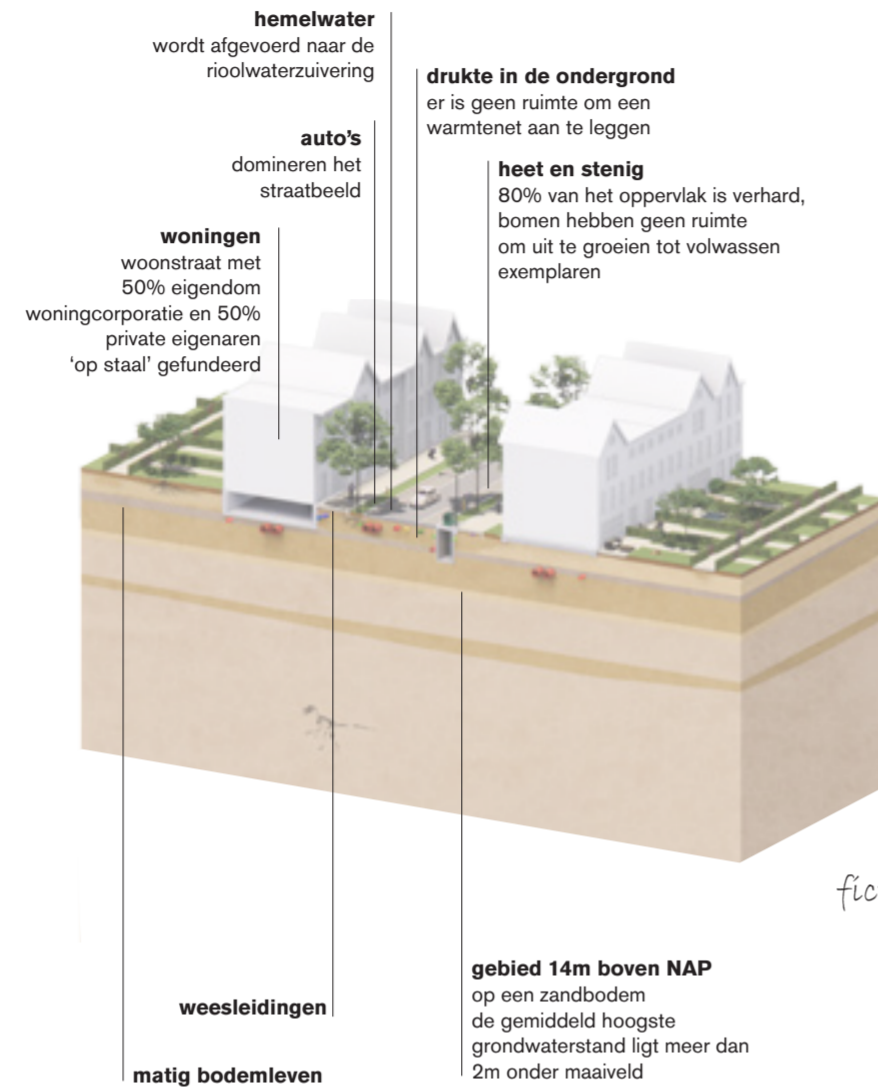 hemelwater
wordt afgevoerd naar de
rioolwaterzuivering
drukte in de ondergrond
er is geen ruimte om een
warmtenet aan te leggen
auto's
domineren het
straatbeeld
heet en stenig
80% van het oppervlak is verhard,
bomen hebben geen ruimte
om uit te groeien tot volwassen
exemplaren
woningen
woonstraat met
50% eigendom
woningcorporatie en 50%
private eigenaren
‘op staal’ gefundeerd
fic
gebied 14m boven NAP
op een zandbodem
de gemiddeld hoogste
grondwaterstand ligt meer dan
2m onder maaiveld
weesleidingen
matig bodemleven